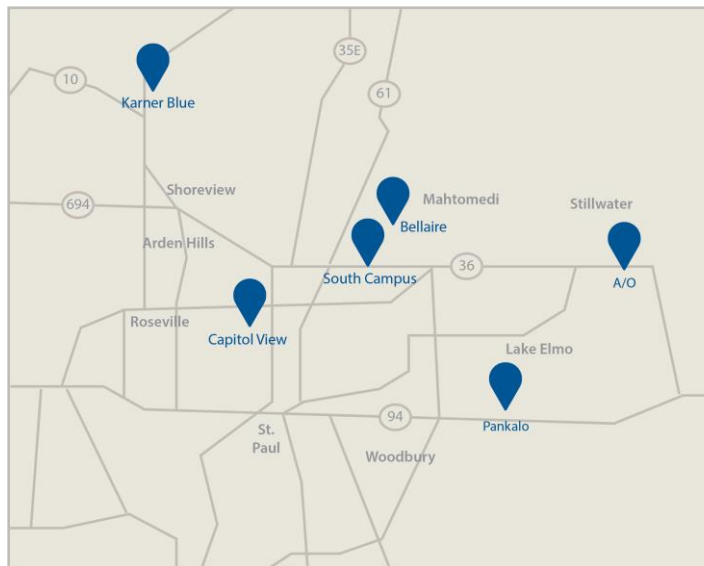 35E
10
Karner Blue
61
Shoreview
694
Mahtomedi
Stillwater
Bellaire
Arden Hills
South Campus
36
A/O
Roseville
Capitol View
Lake Elmo
94
Pankalo
St.
Paul
Woodbury